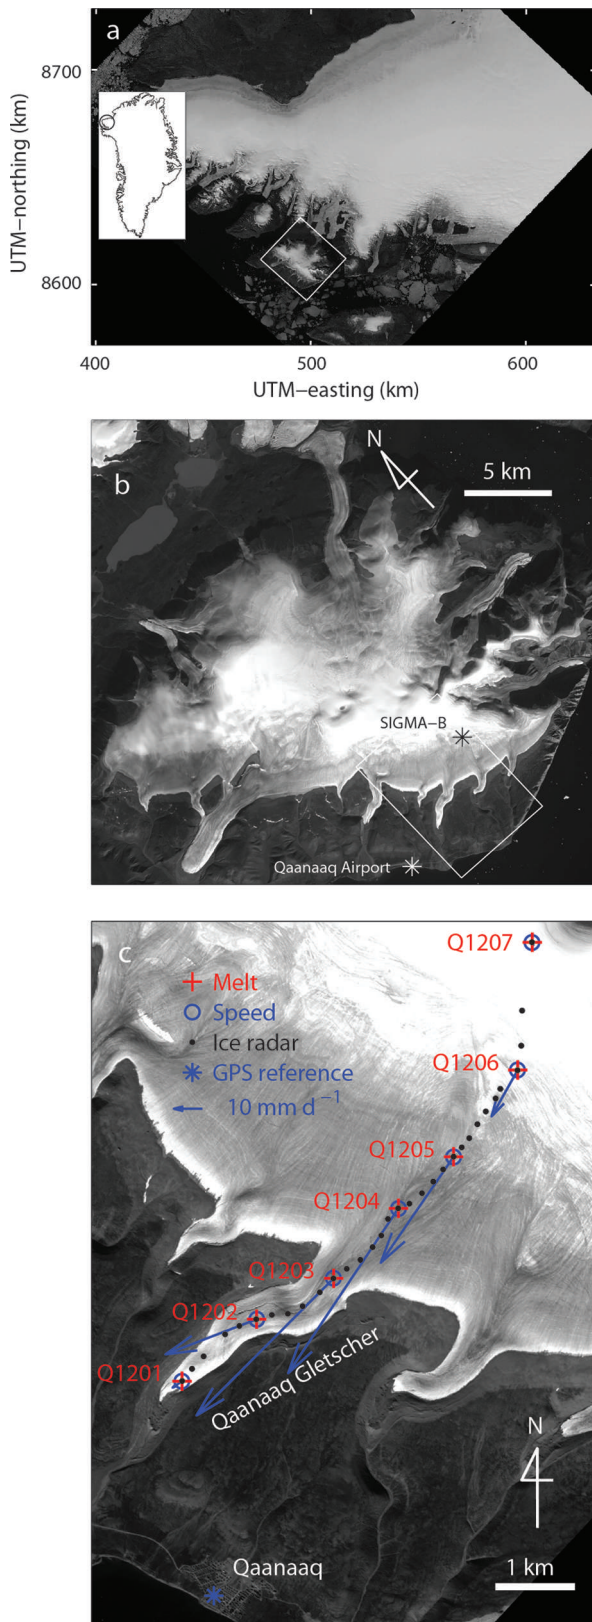 a
8700
8600
UTM−northing (km)
400
500
600
UTM−easting (km)
b
N
5 km
SIGMA−B
Qaanaaq Airport
c
Q1207
Melt
Speed
Ice radar
Q1206
GPS reference
10 mm d⁻¹
Q1205
Q1204
Q1203
Q1202
Q1201
Qaanaaq Gletscher
N
Qaanaaq
1 km